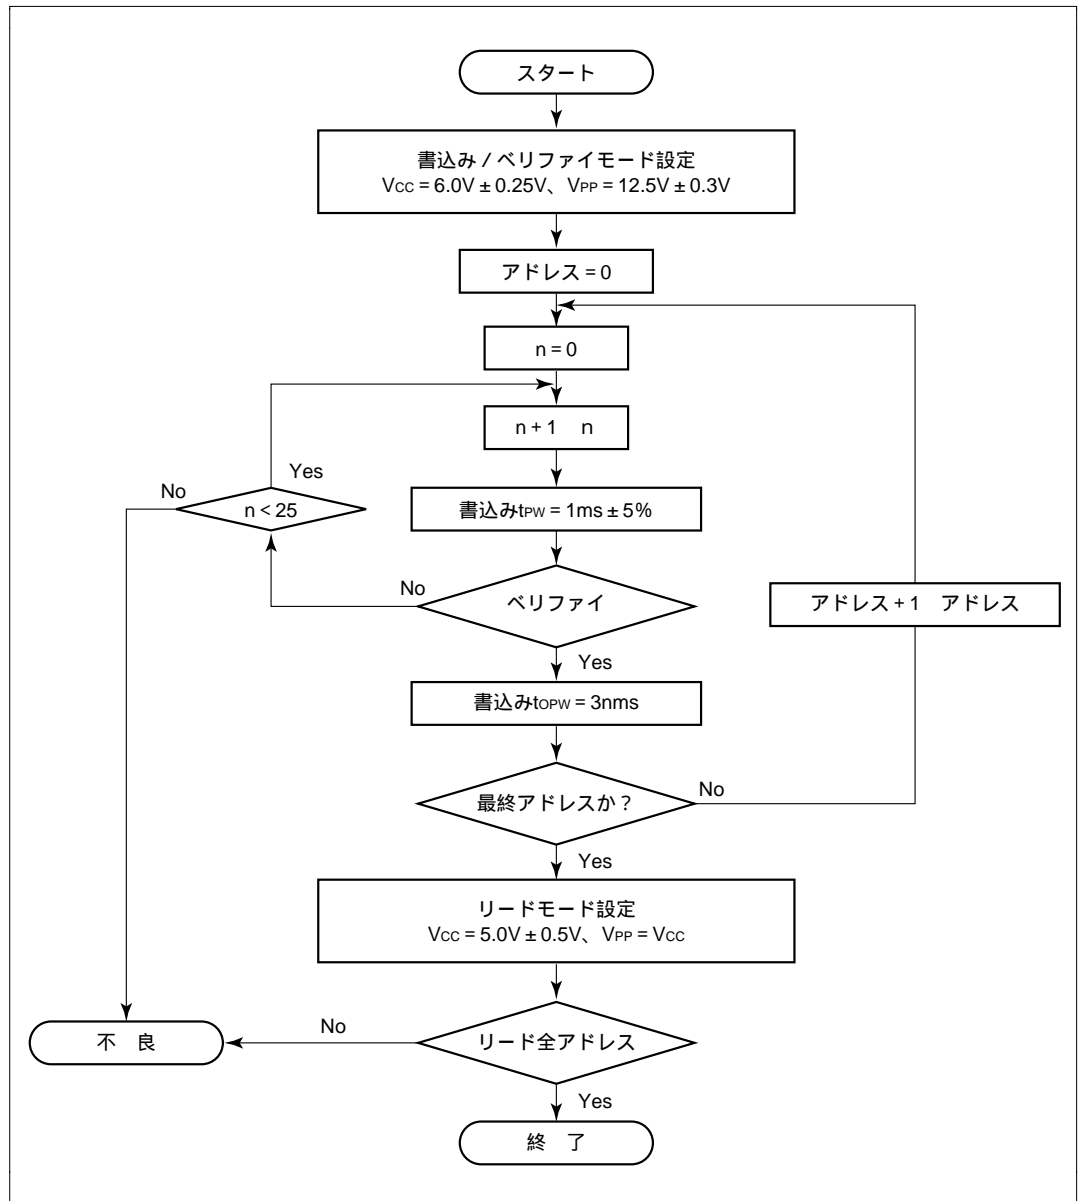 スタート
書込み / ベリファイモード設定
VCC = 6.0V ± 0.25V、VPP = 12.5V ± 0.3V
アドレス = 0
n = 0
n + 1　n
Yes
No
n < 25
書込みtPW = 1ms ± 5%
No
ベリファイ
アドレス + 1　アドレス
Yes
書込みtOPW = 3nms
最終アドレスか？
No
Yes
リードモード設定
VCC = 5.0V ± 0.5V、VPP = VCC
不　良
No
リード全アドレス
Yes
終　了